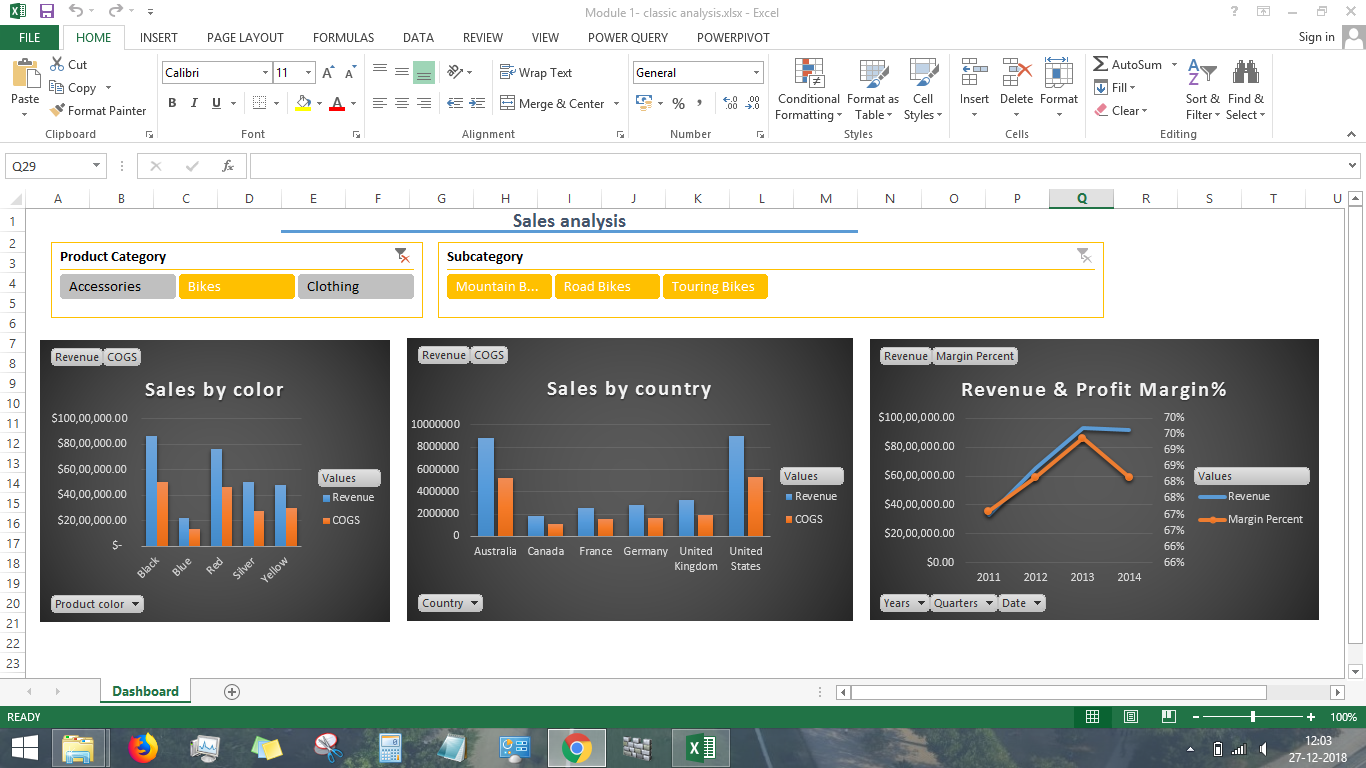 Module 1- classic analysis.xlsx - Excel
FILE HOME INSERT PAGE LAYOUT FORMULAS DATA REVIEW VIEW POWER QUERY POWERPIVOT Sign in
Paste
Cut
Copy
Format Painter
Clipboard
Calibri 11
B I U
Font
Wrap Text
Merge & Center
Alignment
General
%
Number
Conditional Formatting
Format as Table
Cell Styles
Styles
Insert Delete Format
Cells
AutoSum
Fill
Clear
Sort & Filter
Find & Select
Editing
Q29 fx
A B C D E F G H I J K L M N O P Q R S T U
1
2
3
4
5
6
7
8
9
10
11
12
13
14
15
16
17
18
19
20
21
22
23
Sales analysis
Product Category
Accessories Bikes Clothing
Subcategory
Mountain B... Road Bikes Touring Bikes
Revenue COGS
Sales by color
$100,00,000.00
$80,00,000.00
$60,00,000.00
$40,00,000.00
$20,00,000.00
$-
Black Blue Red Silver Yellow
Values
Revenue
COGS
Product color
Revenue COGS
Sales by country
10000000
8000000
6000000
4000000
2000000
0
Australia Canada France Germany United Kingdom United States
Values
Revenue
COGS
Country
Revenue Margin Percent
Revenue & Profit Margin%
$100,00,000.00
$80,00,000.00
$60,00,000.00
$40,00,000.00
$20,00,000.00
$0.00
70%
70%
69%
69%
68%
68%
67%
67%
66%
66%
2011 2012 2013 2014
Values
Revenue
Margin Percent
Years Quarters Date
Dashboard
READY 100%
12:03
27-12-2018